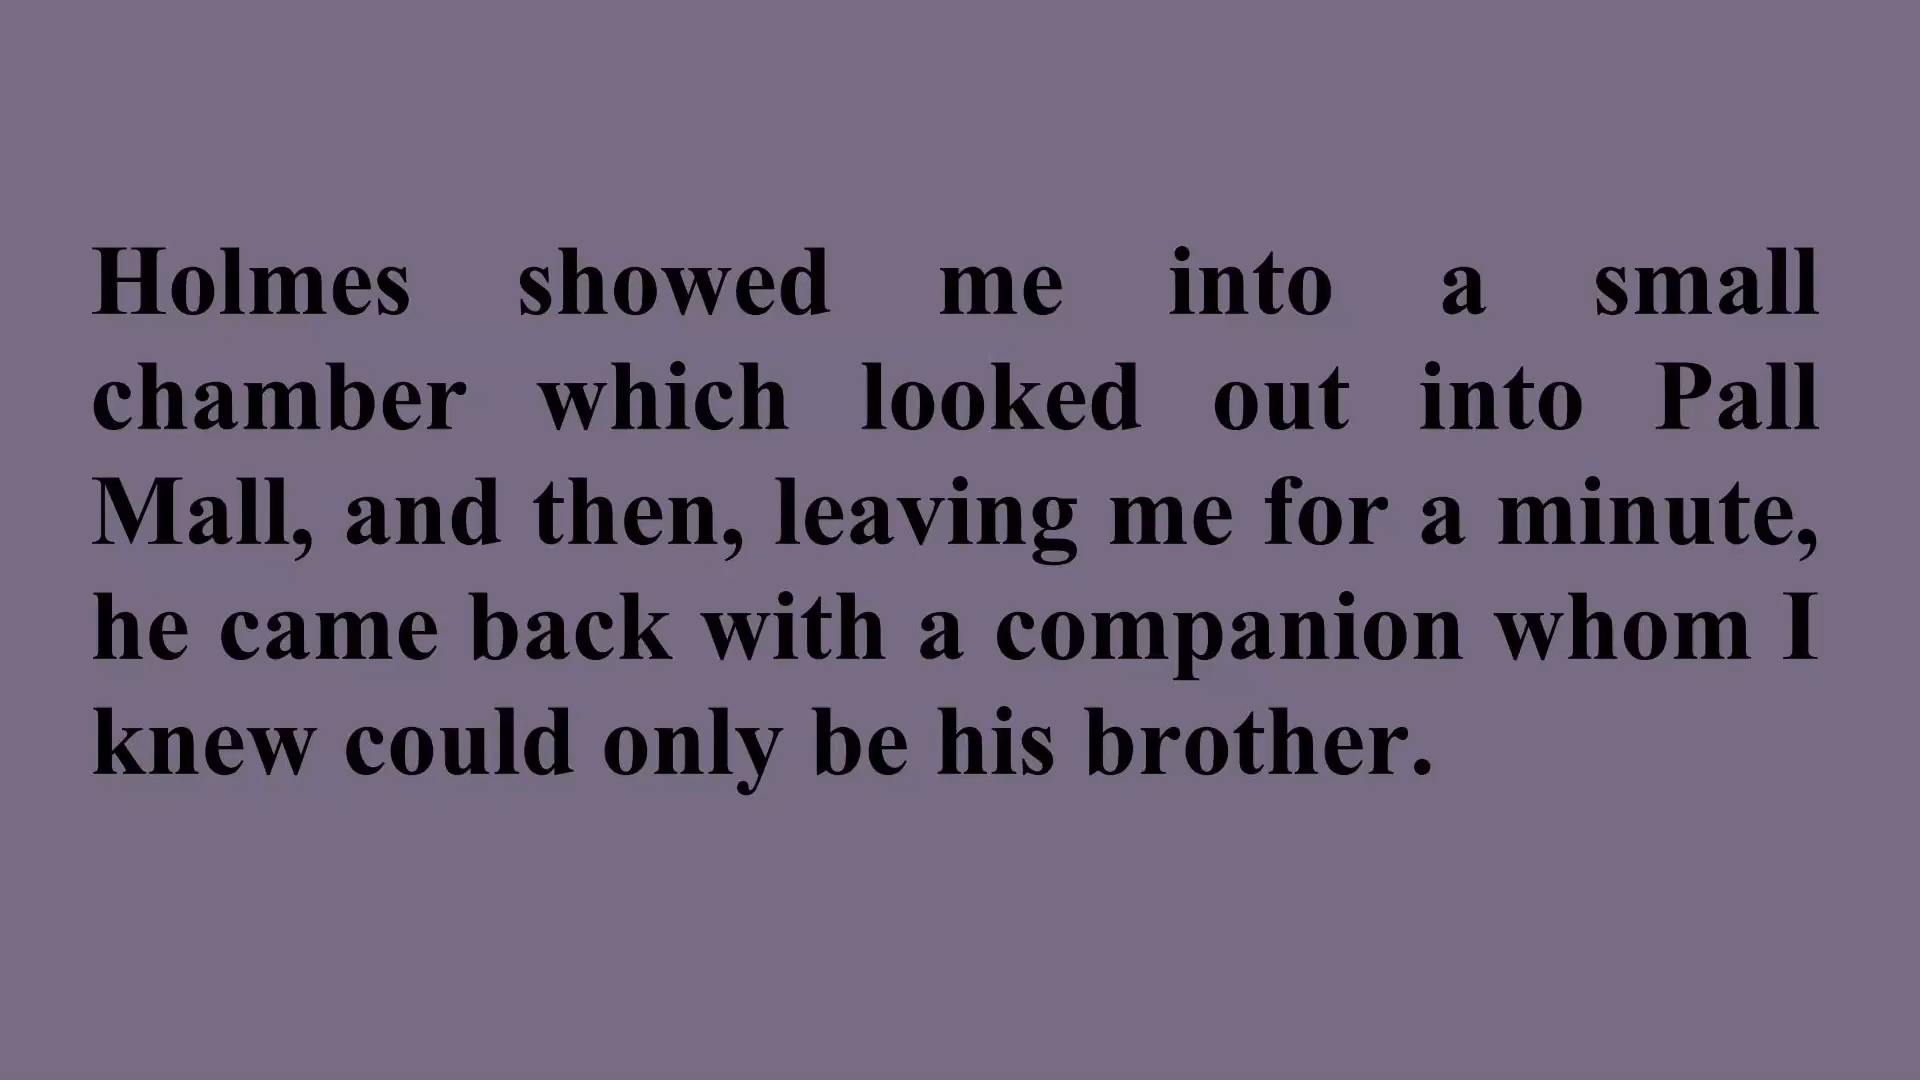 Holmes showed me into a small
chamber which looked out into Pall
Mall, and then, leaving me for a minute,
he came back with a companion whom I
knew could only be his brother.